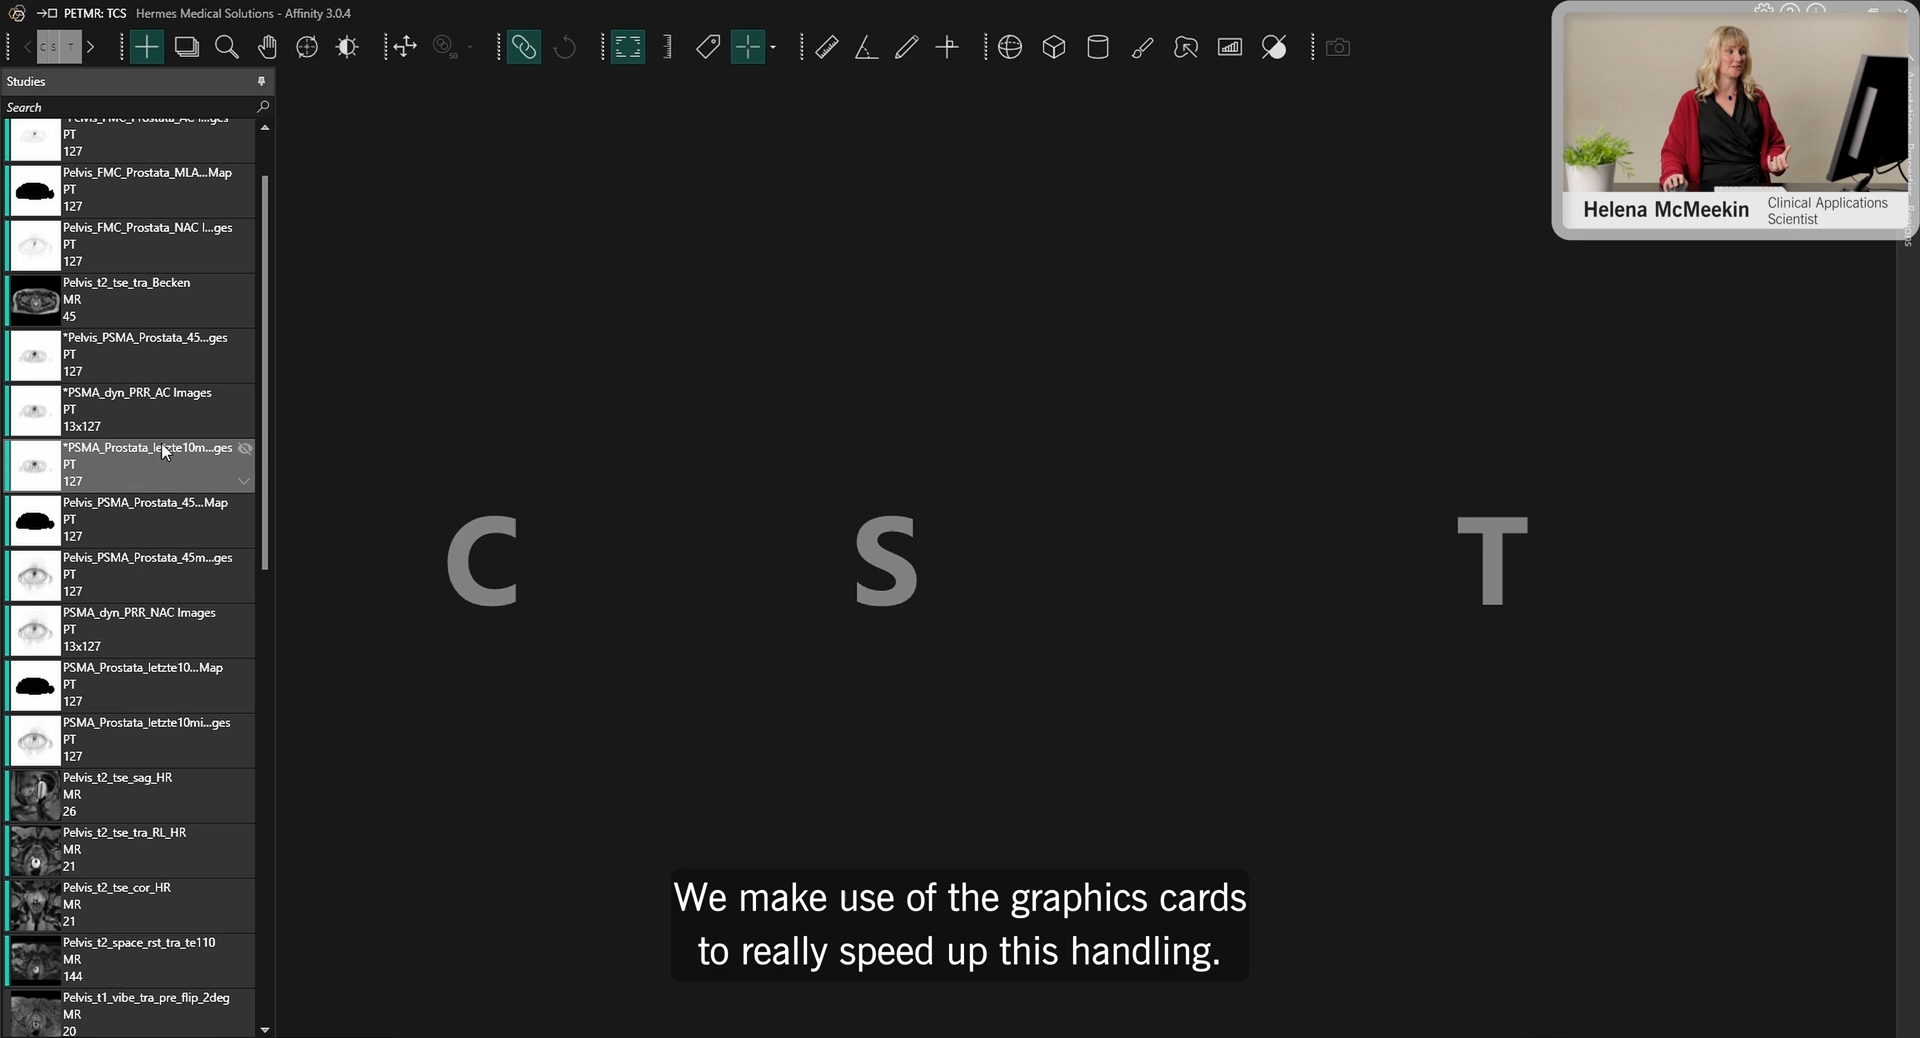 PETMR: TCS Hermes Medical Solutions - Affinity 3.0.4
C S T
50
Studies
Search
PT
127
Pelvis_FMC_Prostata_MLA...Map
PT
127
Pelvis_FMC_Prostata_NAC I...ges
PT
127
Pelvis_t2_tse_tra_Becken
MR
45
*Pelvis_PSMA_Prostata_45...ges
PT
127
*PSMA_dyn_PRR_AC Images
PT
13x127
*PSMA_Prostata_letzte10m...ges
PT
127
Pelvis_PSMA_Prostata_45...Map
PT
127
Pelvis_PSMA_Prostata_45m...ges
PT
127
PSMA_dyn_PRR_NAC Images
PT
13x127
PSMA_Prostata_letzte10...Map
PT
127
PSMA_Prostata_letzte10mi...ges
PT
127
Pelvis_t2_tse_sag_HR
MR
26
Pelvis_t2_tse_tra_RL_HR
MR
21
Pelvis_t2_tse_cor_HR
MR
21
Pelvis_t2_space_rst_tra_te110
MR
144
Pelvis_t1_vibe_tra_pre_flip_2deg
MR
20
C
S
T
Helena McMeekin
Clinical Applications
Scientist
We make use of the graphics cards
to really speed up this handling.